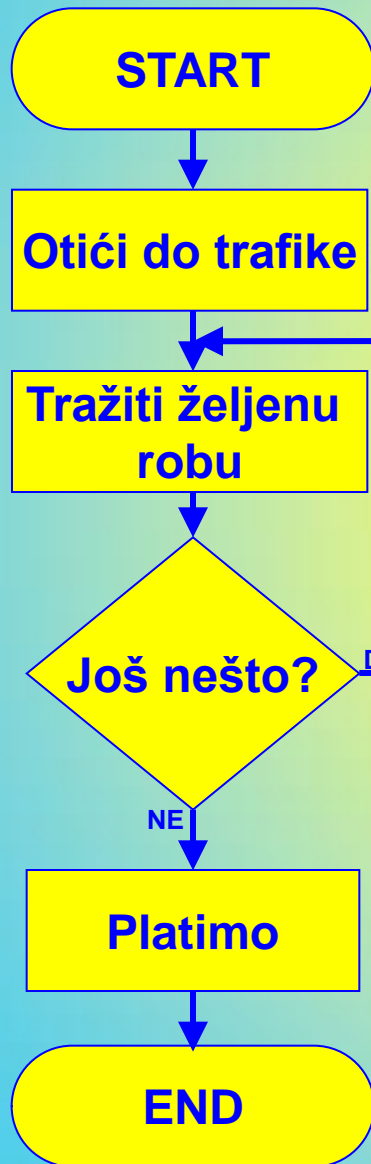 START
Otići do trafike
Tražiti željenu
robu
Još nešto?
NE
Platimo
END